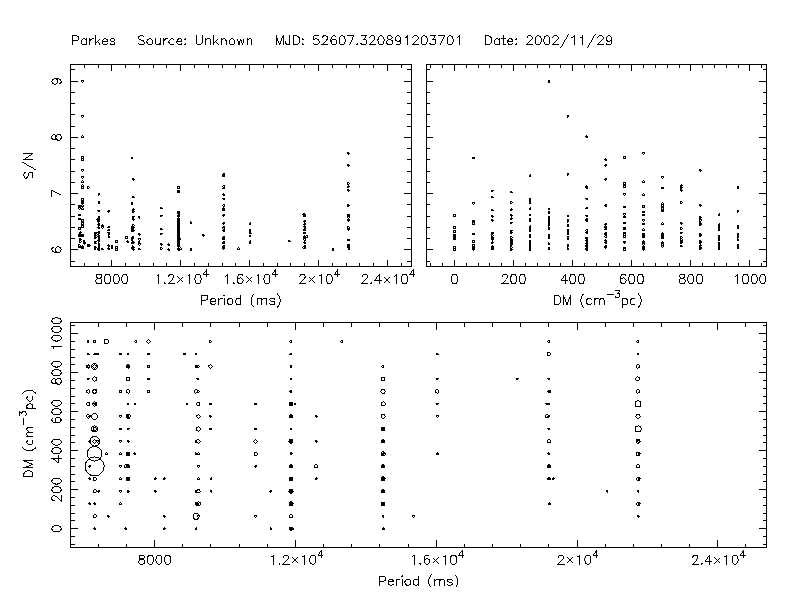 Parkes Source: Unknown MJD: 52607.320891203701 Date: 2002/11/29
S/N
9
8
7
6
8000 1.2×10⁴ 1.6×10⁴ 2×10⁴ 2.4×10⁴
Period (ms)
0 200 400 600 800 1000
DM (cm⁻³pc)
DM (cm⁻³pc)
1000
800
600
400
200
0
8000 1.2×10⁴ 1.6×10⁴ 2×10⁴ 2.4×10⁴
Period (ms)